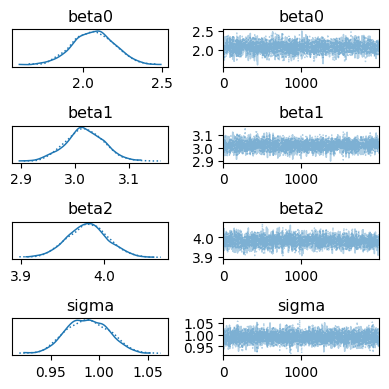 beta0 beta0
2.5
2.0
2.0 2.5 0 1000
beta1 beta1
3.1
3.0
2.9
2.9 3.0 3.1 0 1000
beta2 beta2
4.0
3.9
3.9 4.0 0 1000
sigma sigma
1.05
1.00
0.95
0.95 1.00 1.05 0 1000